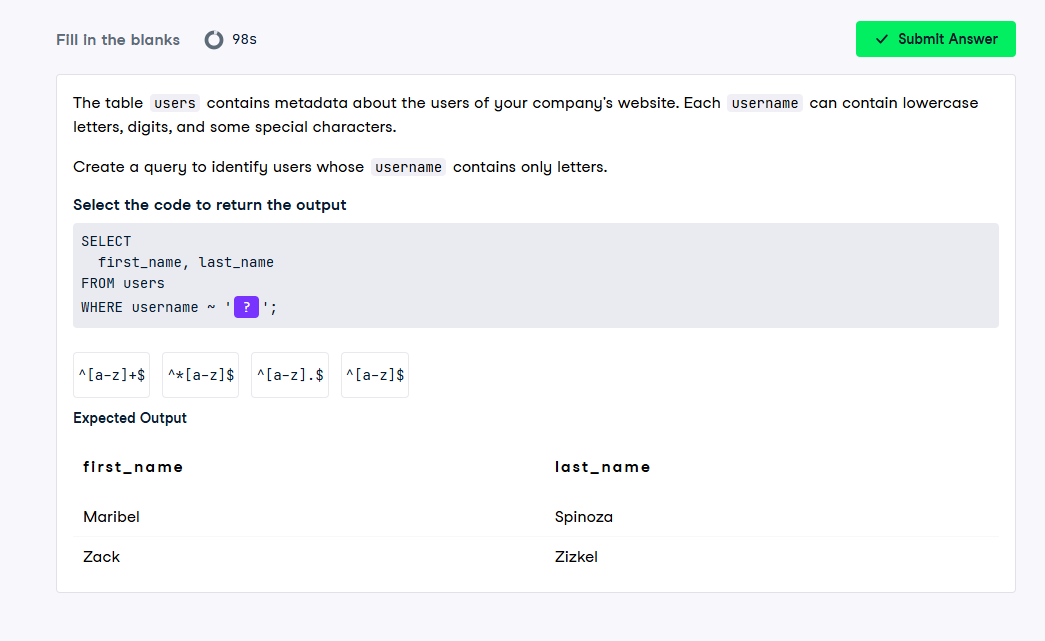 Fill in the blanks 98s Submit Answer
The table users contains metadata about the users of your company's website. Each username can contain lowercase
letters, digits, and some special characters.
Create a query to identify users whose username contains only letters.
Select the code to return the output
SELECT
  first_name, last_name
FROM users
WHERE username ~ '?';
^[a-z]+$ ^*[a-z]$ ^[a-z].$ ^[a-z]$
Expected Output
first_name last_name
Maribel Spinoza
Zack Zizkel